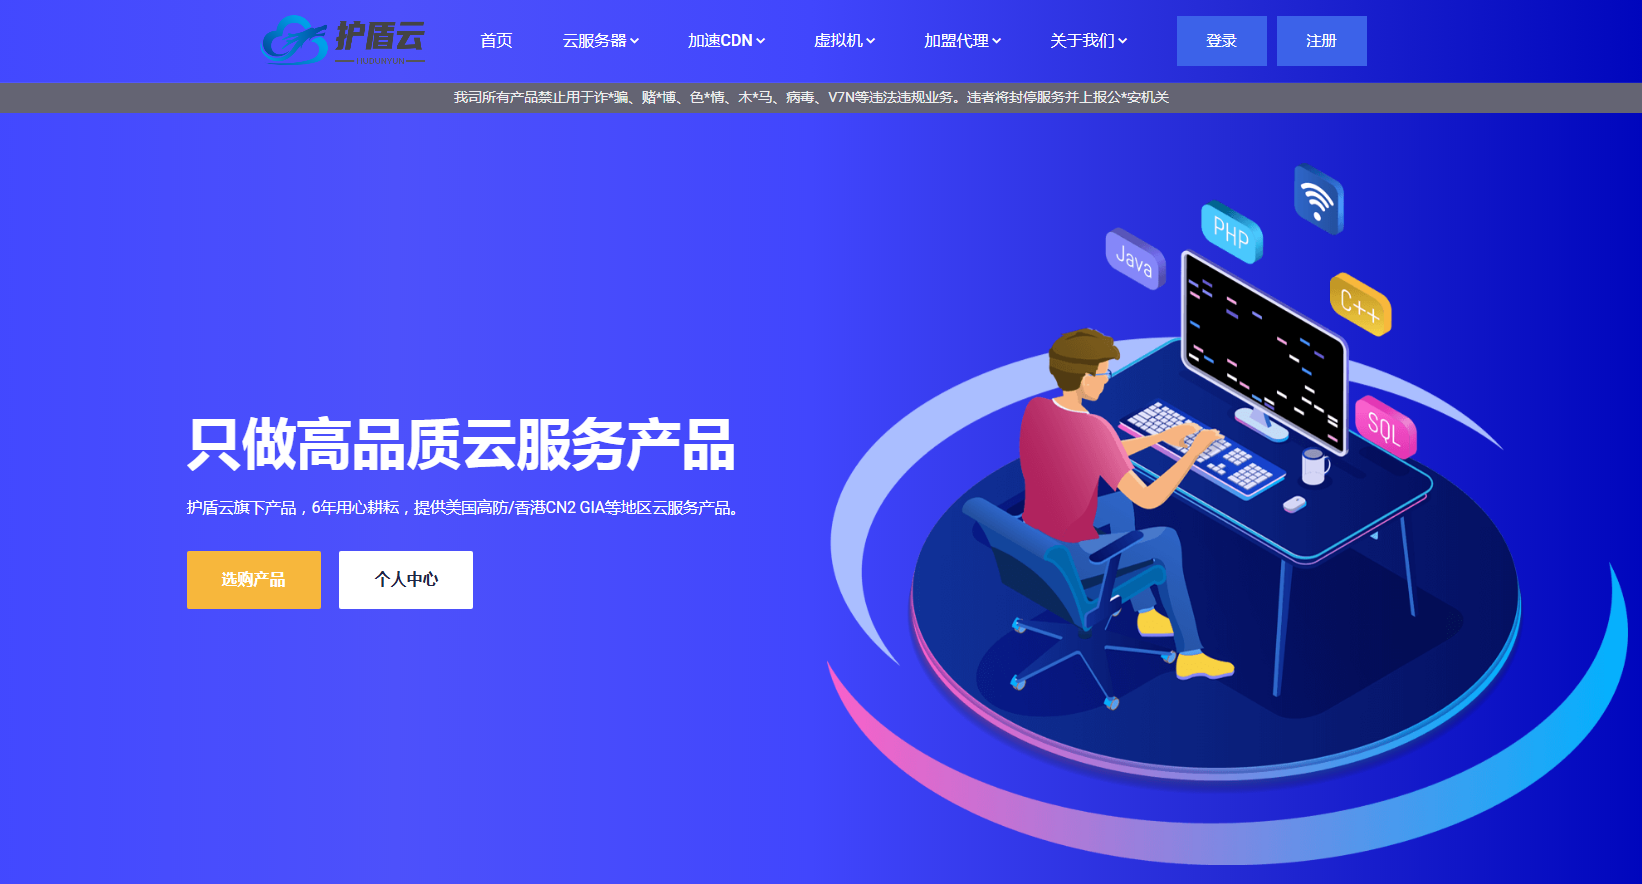 护盾云
HUDUNYUN
首页 云服务器 加速CDN 虚拟机 加盟代理 关于我们 登录 注册
我司所有产品禁止用于诈*骗、赌*博、色*情、木*马、病毒、V7N等违法违规业务。违者将封停服务并上报公*安机关
Java
PHP
C++
SQL
只做高品质云服务产品
护盾云旗下产品，6年用心耕耘，提供美国高防/香港CN2 GIA等地区云服务产品。
选购产品 个人中心